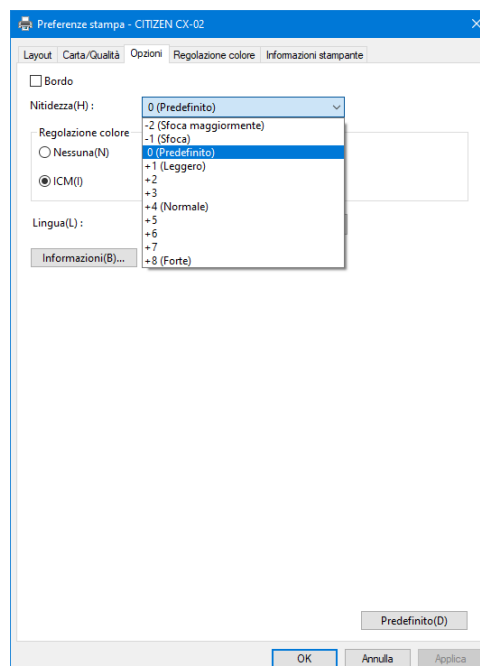 Preferenze stampa - CITIZEN CX-02
Layout Carta/Qualità Opzioni Regolazione colore Informazioni stampante
Bordo
Nitidezza(H) : 0 (Predefinito)
-2 (Sfoca maggiormente)
-1 (Sfoca)
0 (Predefinito)
+1 (Leggero)
+2
+3
+4 (Normale)
+5
+6
+7
+8 (Forte)
Regolazione colore
Nessuna(N)
ICM(I)
Lingua(L) :
Informazioni(B)...
Predefinito(D)
OK Annulla Applica